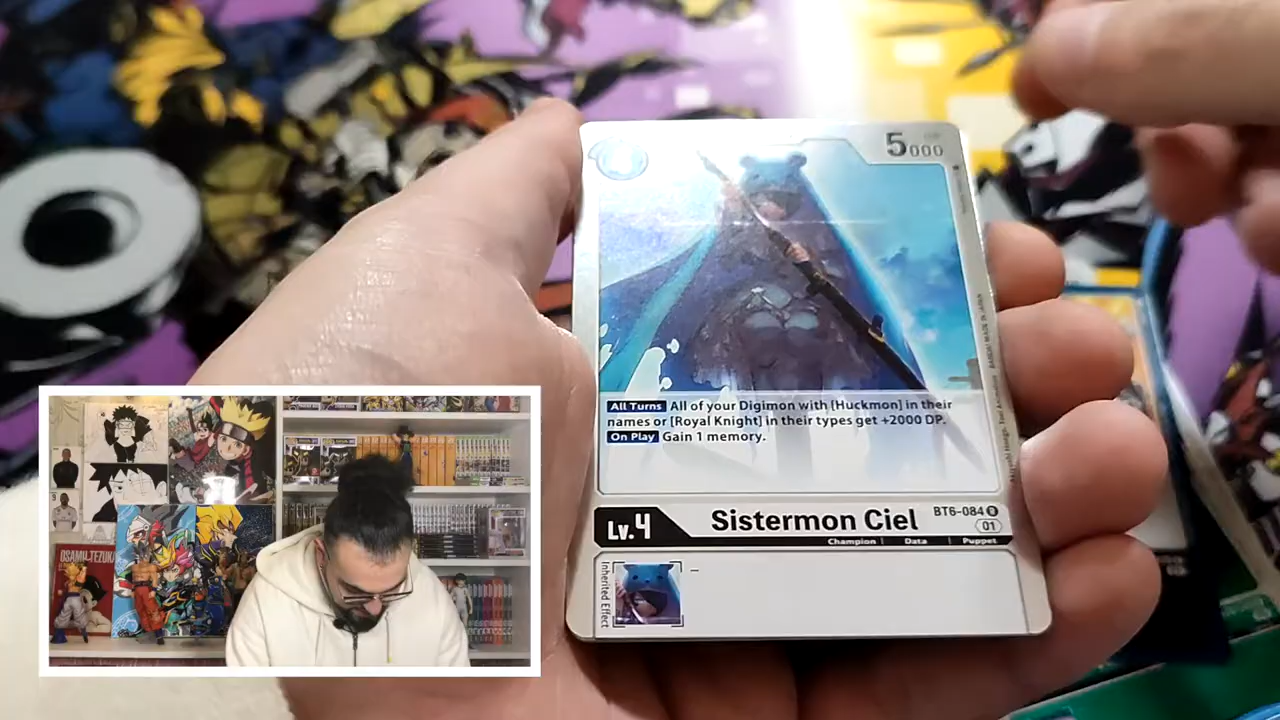 5000
All Turns All of your Digimon with [Huckmon] in their
names or [Royal Knight] in their types get +2000 DP.
On Play Gain 1 memory.
Lv.4
Sistermon Ciel
BT6-084 R
01
Champion | Data | Puppet
Inherited Effect
–
OSAMU TEZUKA